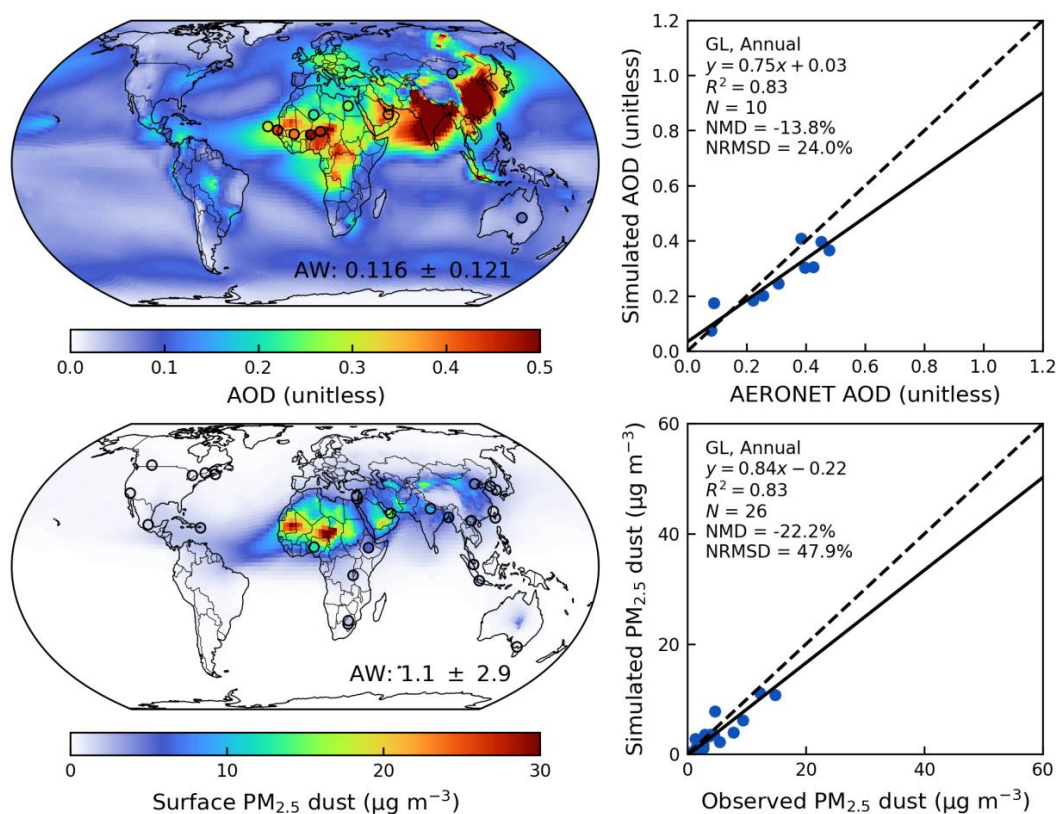 AW: 0.116 ± 0.121
0.0 0.1 0.2 0.3 0.4 0.5
AOD (unitless)
Simulated AOD (unitless)
1.2
1.0
0.8
0.6
0.4
0.2
0.0
GL, Annual
y = 0.75x + 0.03
R² = 0.83
N = 10
NMD = -13.8%
NRMSD = 24.0%
0.0 0.2 0.4 0.6 0.8 1.0 1.2
AERONET AOD (unitless)
AW: 1.1 ± 2.9
0 10 20 30
Surface PM₂.₅ dust (µg m⁻³)
Simulated PM₂.₅ dust (µg m⁻³)
60
40
20
0
GL, Annual
y = 0.84x − 0.22
R² = 0.83
N = 26
NMD = -22.2%
NRMSD = 47.9%
0 20 40 60
Observed PM₂.₅ dust (µg m⁻³)